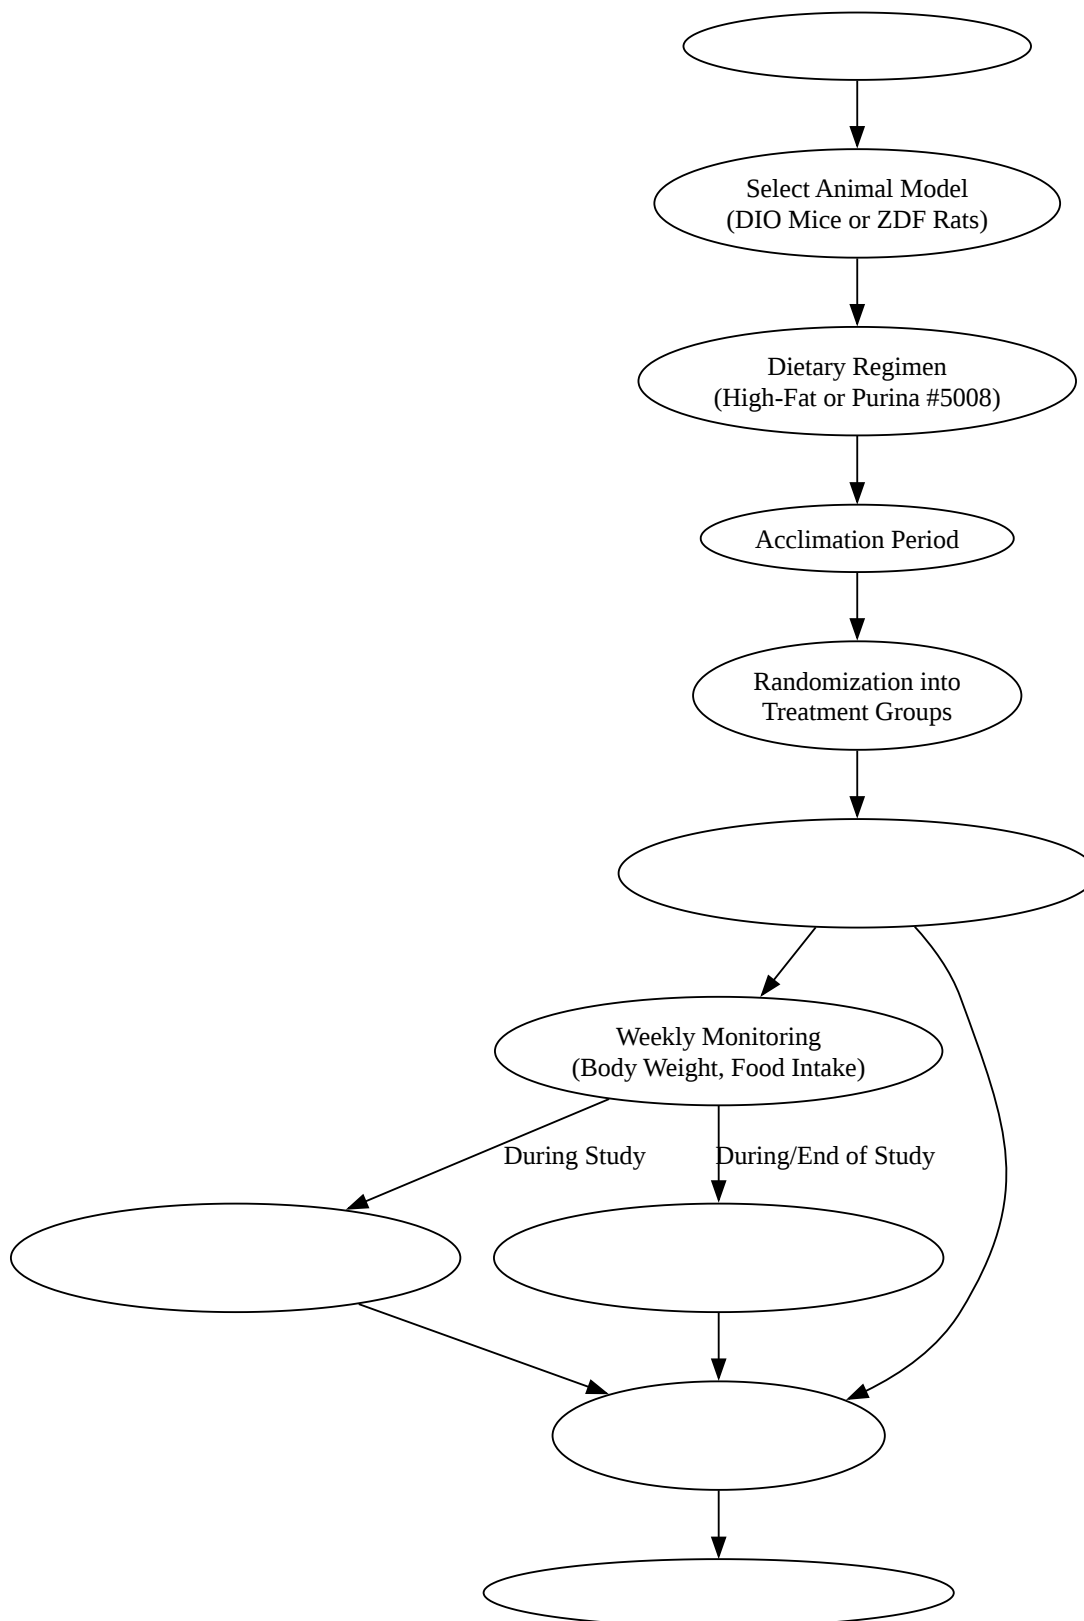 Select Animal Model
(DIO Mice or ZDF Rats)
Dietary Regimen
(High-Fat or Purina #5008)
Acclimation Period
Randomization into
Treatment Groups
Weekly Monitoring
(Body Weight, Food Intake)
During Study
During/End of Study